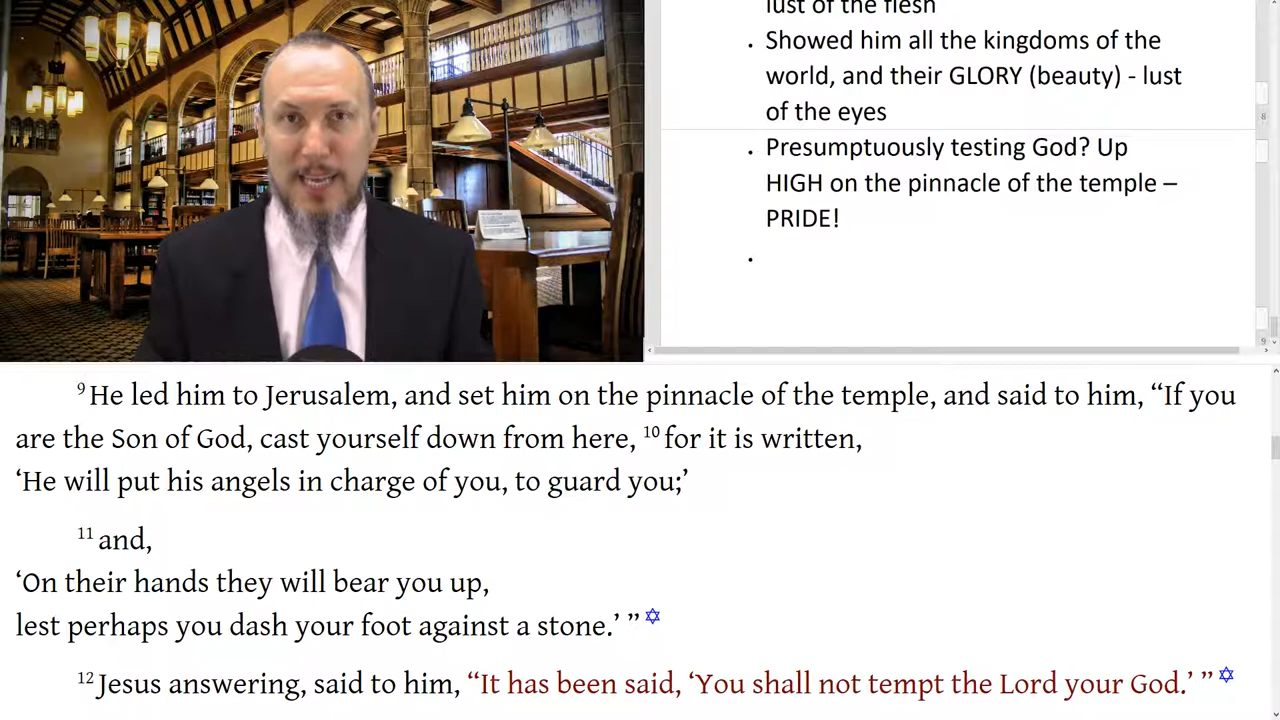 lust of the flesh
• Showed him all the kingdoms of the
world, and their GLORY (beauty) - lust
of the eyes
• Presumptuously testing God? Up
HIGH on the pinnacle of the temple –
PRIDE!
•
8
9
9 He led him to Jerusalem, and set him on the pinnacle of the temple, and said to him, “If you
are the Son of God, cast yourself down from here, 10 for it is written,
‘He will put his angels in charge of you, to guard you;’
11 and,
‘On their hands they will bear you up,
lest perhaps you dash your foot against a stone.’ ” ✡
12 Jesus answering, said to him, “It has been said, ‘You shall not tempt the Lord your God.’ ” ✡